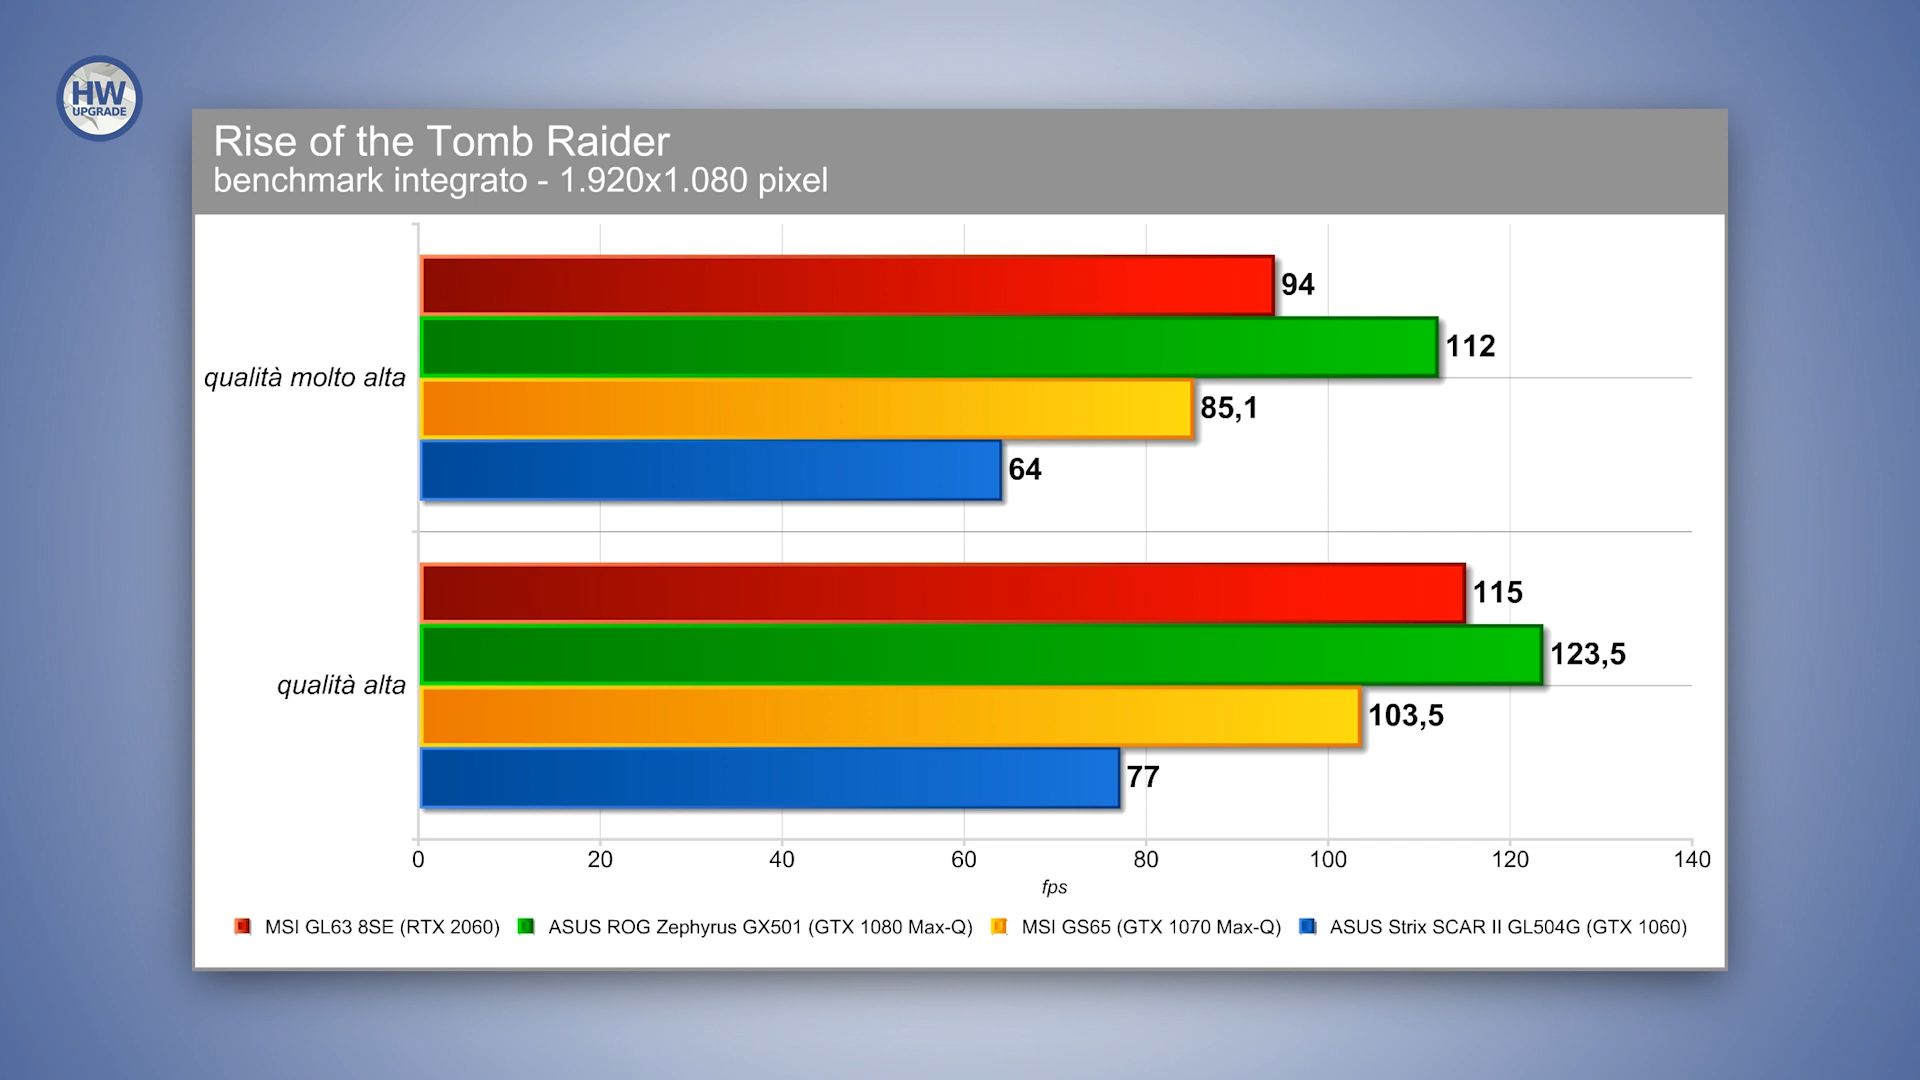 HW
UPGRADE
Rise of the Tomb Raider
benchmark integrato - 1.920x1.080 pixel
qualità molto alta
94
112
85,1
64
qualità alta
115
123,5
103,5
77
0 20 40 60 80 100 120 140
fps
MSI GL63 8SE (RTX 2060) ASUS ROG Zephyrus GX501 (GTX 1080 Max-Q) MSI GS65 (GTX 1070 Max-Q) ASUS Strix SCAR II GL504G (GTX 1060)